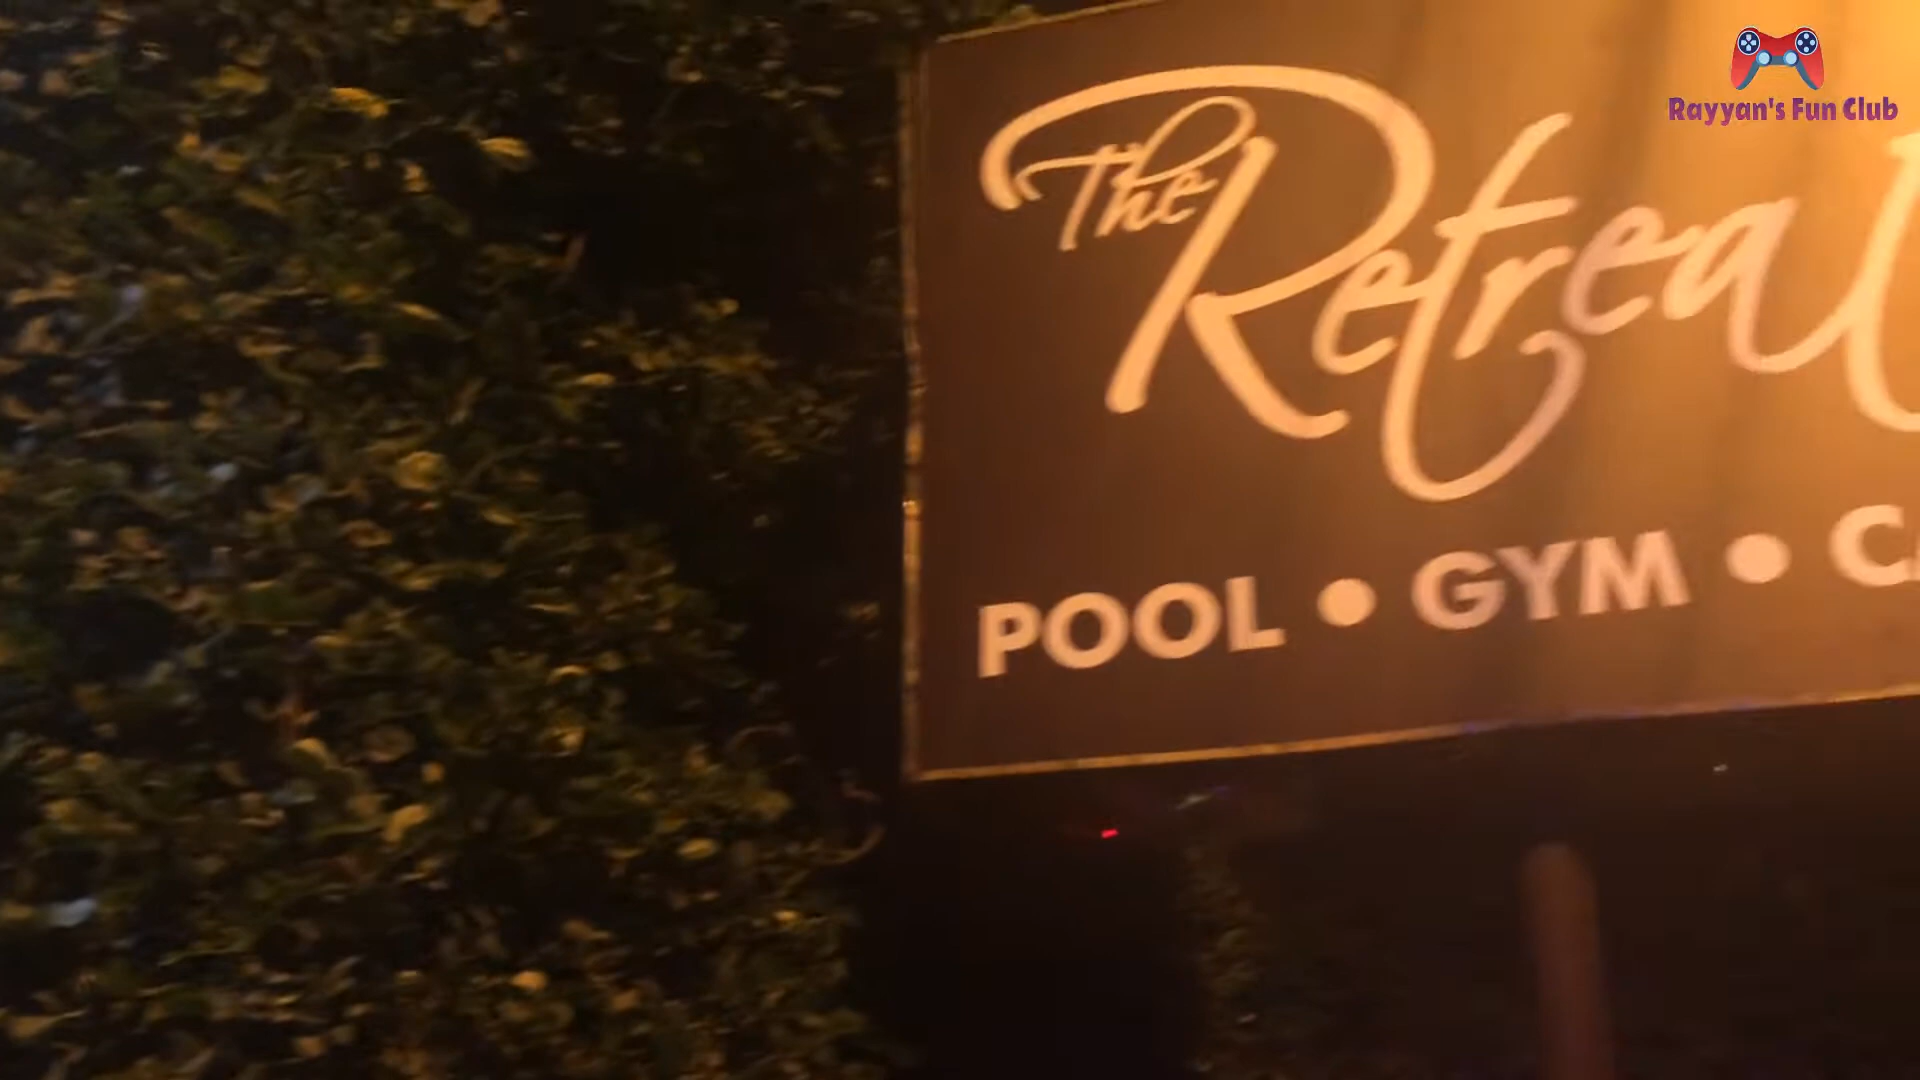 The Retreat
POOL • GYM •
Rayyan's Fun Club